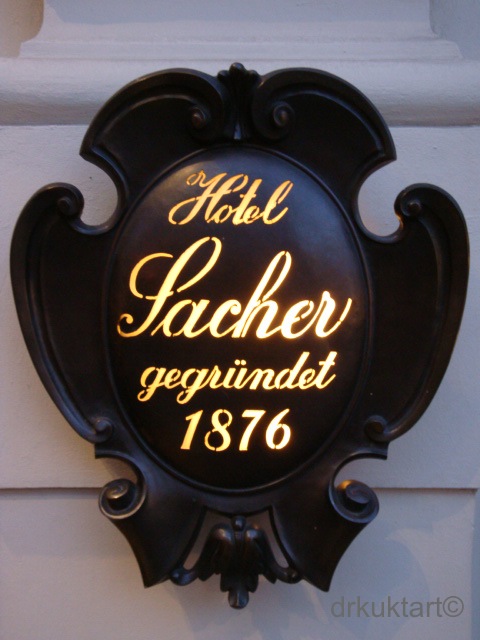 Hotel
Sacher
gegründet
1876
drkuktart©